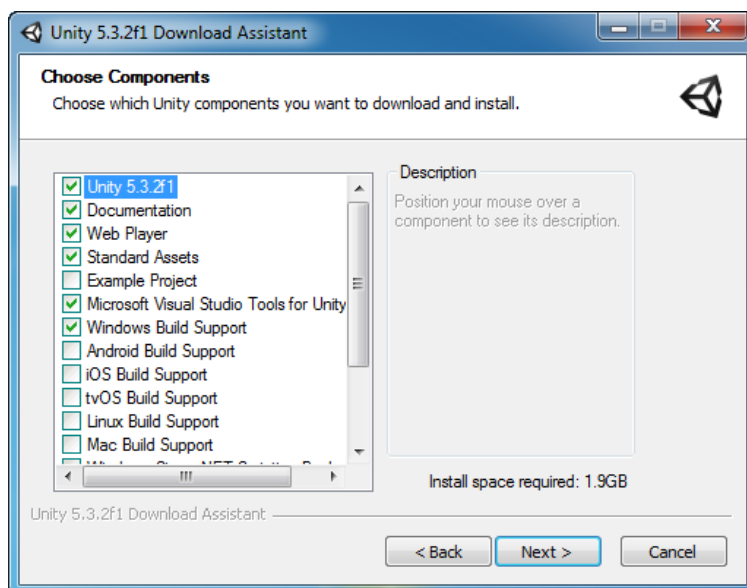 Unity 5.3.2f1 Download Assistant
Choose Components
Choose which Unity components you want to download and install.
Unity 5.3.2f1
Documentation
Web Player
Standard Assets
Example Project
Microsoft Visual Studio Tools for Unity
Windows Build Support
Android Build Support
iOS Build Support
tvOS Build Support
Linux Build Support
Mac Build Support
Description
Position your mouse over a
component to see its description.
Install space required: 1.9GB
Unity 5.3.2f1 Download Assistant
< Back
Next >
Cancel